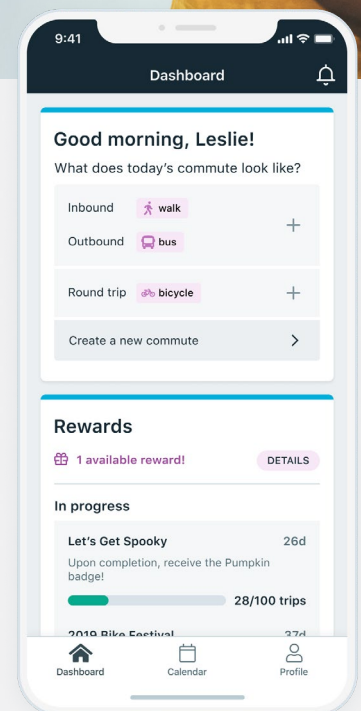 9:41
Dashboard
Good morning, Leslie!
What does today's commute look like?
Inbound walk
Outbound bus
Round trip bicycle
Create a new commute
Rewards
1 available reward!
DETAILS
In progress
Let's Get Spooky 26d
Upon completion, receive the Pumpkin
badge!
28/100 trips
2019 Bike Festival 37d
Dashboard Calendar Profile